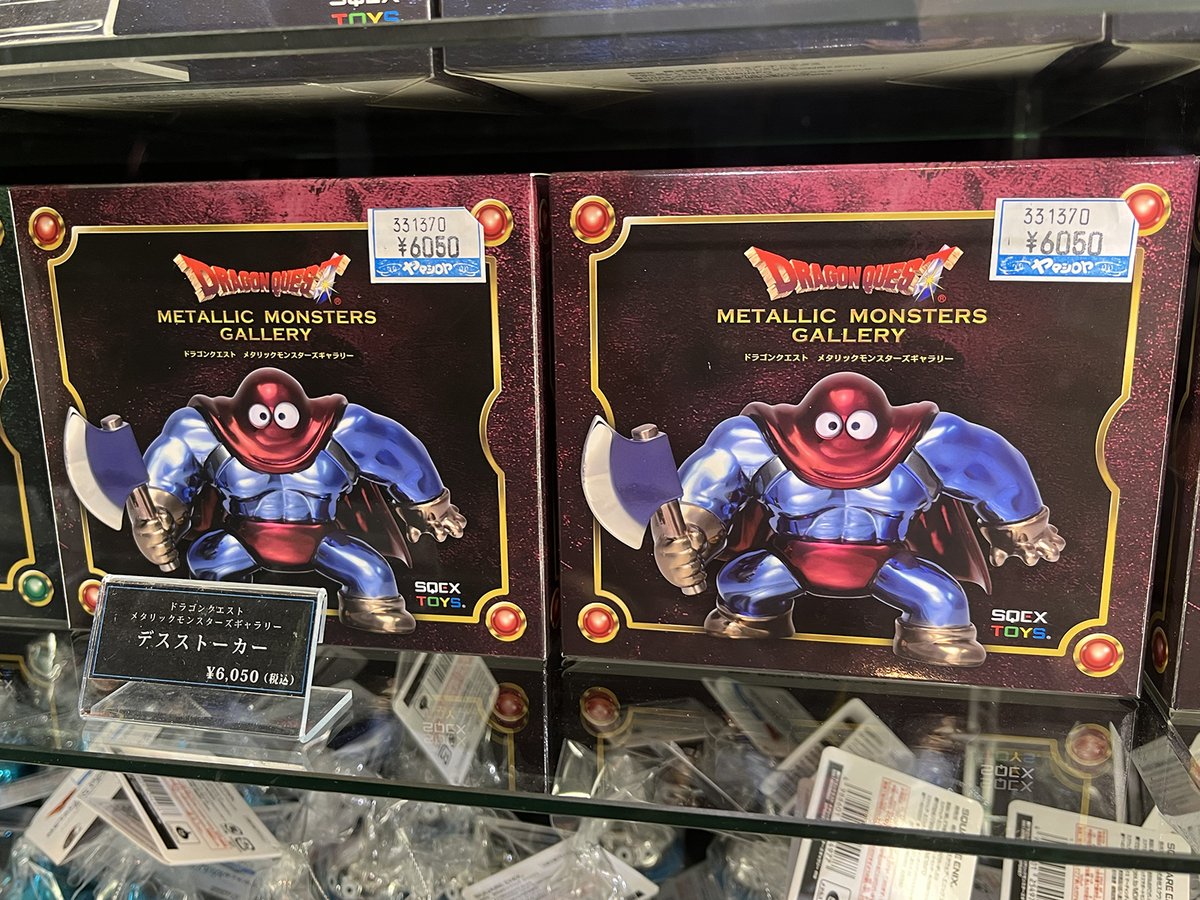 SQEX
TOYS
331370
¥6050
ヤマシロヤ
DRAGON QUEST
METALLIC MONSTERS
GALLERY
ドラゴンクエスト メタリックモンスターズギャラリー
SQEX
TOYS.
331370
¥6050
ヤマシロヤ
DRAGON QUEST
METALLIC MONSTERS
GALLERY
ドラゴンクエスト メタリックモンスターズギャラリー
SQEX
TOYS.
ドラゴンクエスト
メタリックモンスターズギャラリー
デスストーカー
¥6,050(税込)